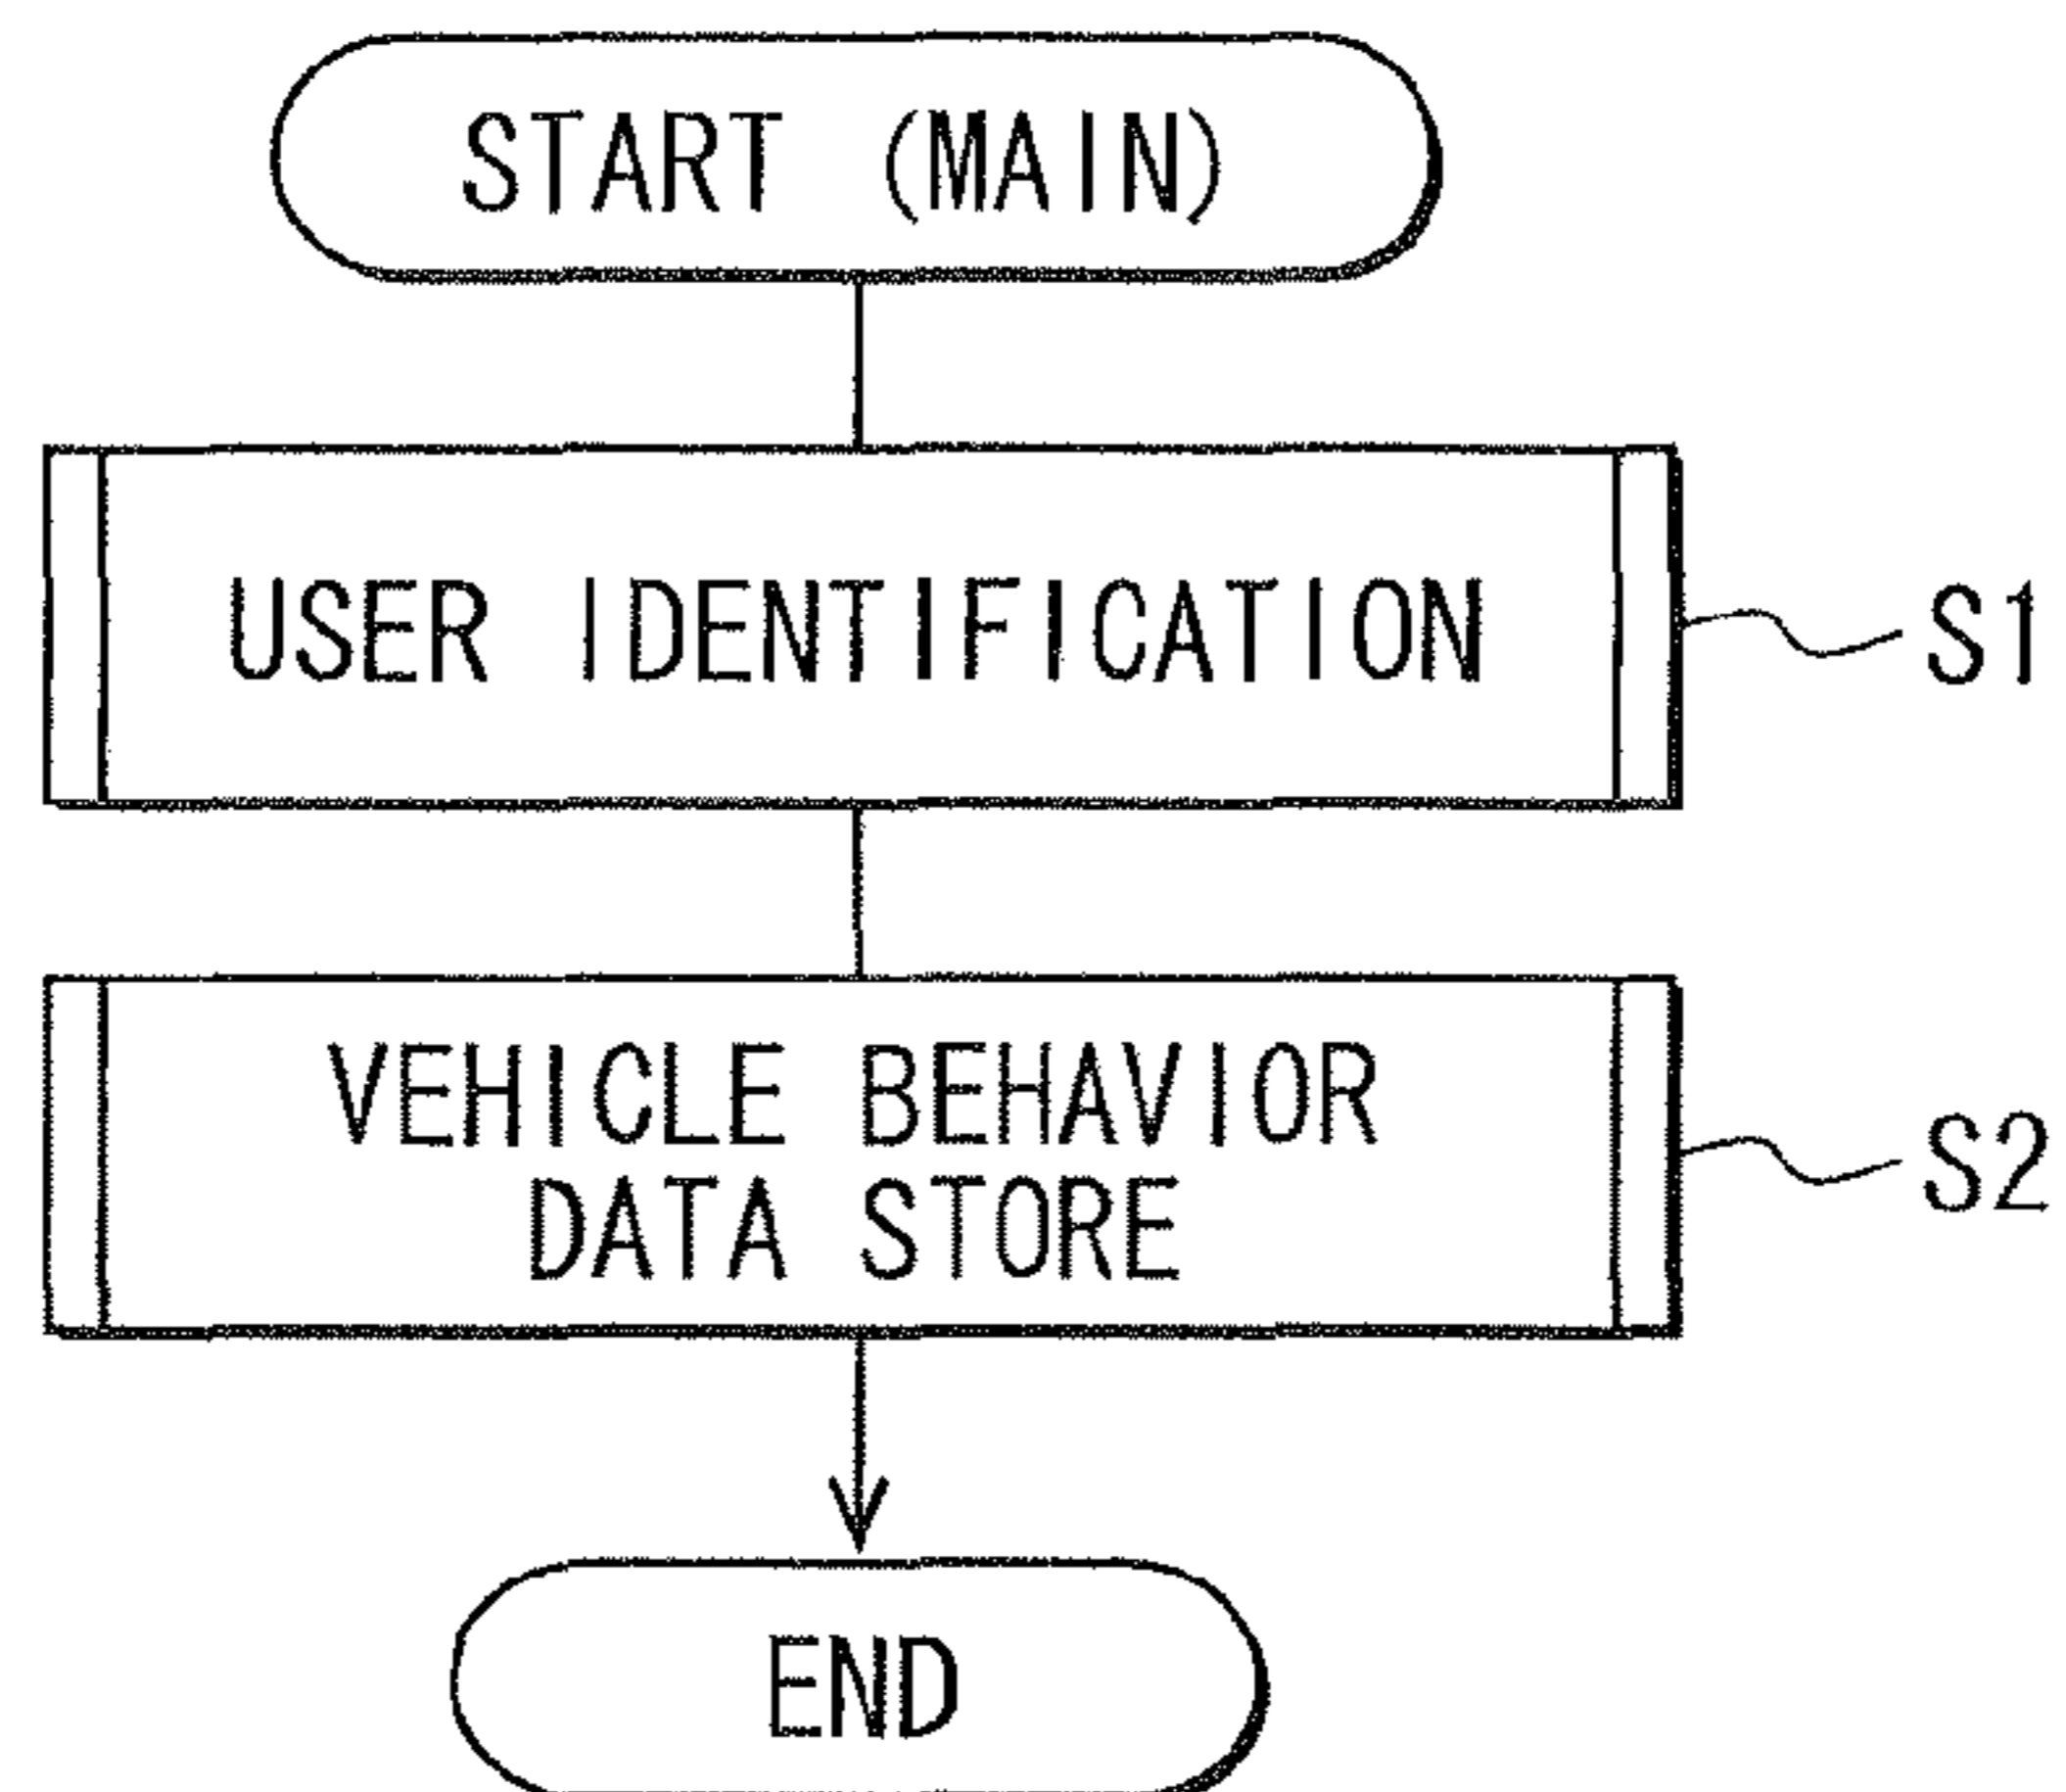 START (MAIN)
USER IDENTIFICATION
S1
VEHICLE BEHAVIOR
DATA STORE
S2
END